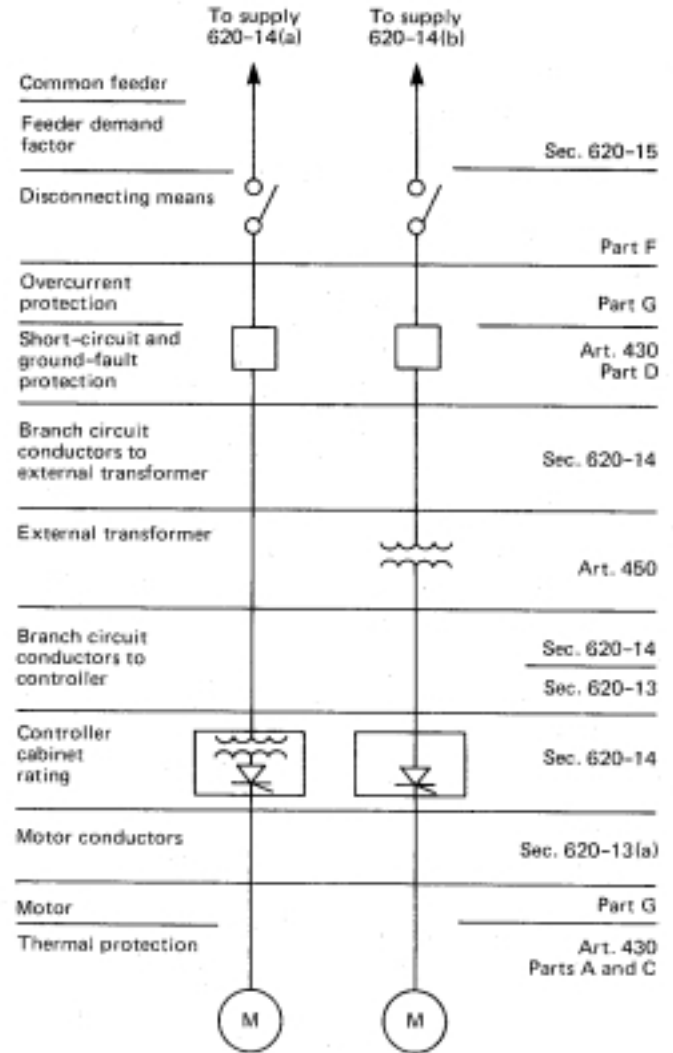 To supply
620-14(a)
To supply
620-14(b)
Common feeder
Feeder demand
factor
Sec. 620-15
Disconnecting means
Part F
Overcurrent
protection
Part G
Short-circuit and
ground-fault
protection
Art. 430
Part D
Branch circuit
conductors to
external transformer
Sec. 620-14
External transformer
Art. 450
Branch circuit
conductors to
controller
Sec. 620-14
Sec. 620-13
Controller
cabinet
rating
Sec. 620-14
Motor conductors
Sec. 620-13(a)
Motor
Part G
Thermal protection
Art. 430
Parts A and C
M
M